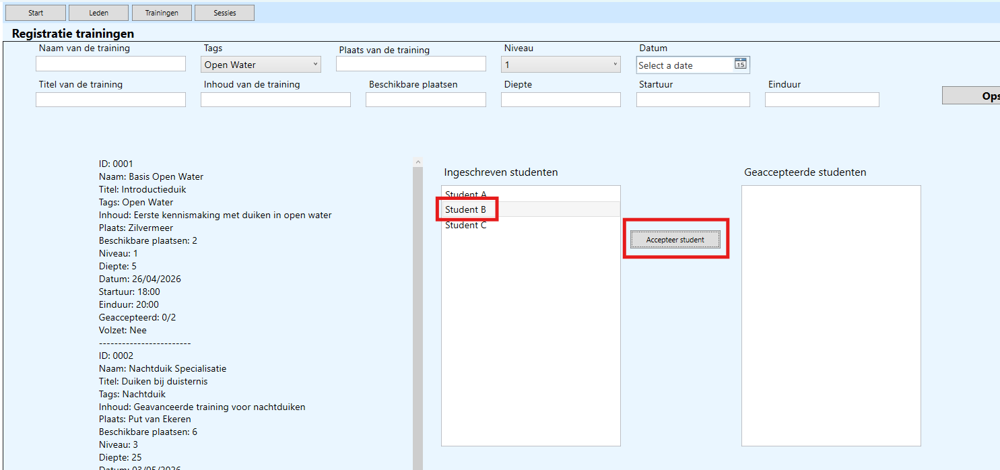 Start Leden Trainingen Sessies
Registratie trainingen
Naam van de training Tags Plaats van de training Niveau Datum
Open Water 1 Select a date 15
Titel van de training Inhoud van de training Beschikbare plaatsen Diepte Startuur Einduur
Ops
ID: 0001
Naam: Basis Open Water
Titel: Introductieduik
Tags: Open Water
Inhoud: Eerste kennismaking met duiken in open water
Plaats: Zilvermeer
Beschikbare plaatsen: 2
Niveau: 1
Diepte: 5
Datum: 26/04/2026
Startuur: 18:00
Einduur: 20:00
Geaccepteerd: 0/2
Volzet: Nee
------------------------
ID: 0002
Naam: Nachtduik Specialisatie
Titel: Duiken bij duisternis
Tags: Nachtduik
Inhoud: Geavanceerde training voor nachtduiken
Plaats: Put van Ekeren
Beschikbare plaatsen: 6
Niveau: 3
Diepte: 25
Datum: 03/05/2026
Ingeschreven studenten
Student A
Student B
Student C
Accepteer student
Geaccepteerde studenten